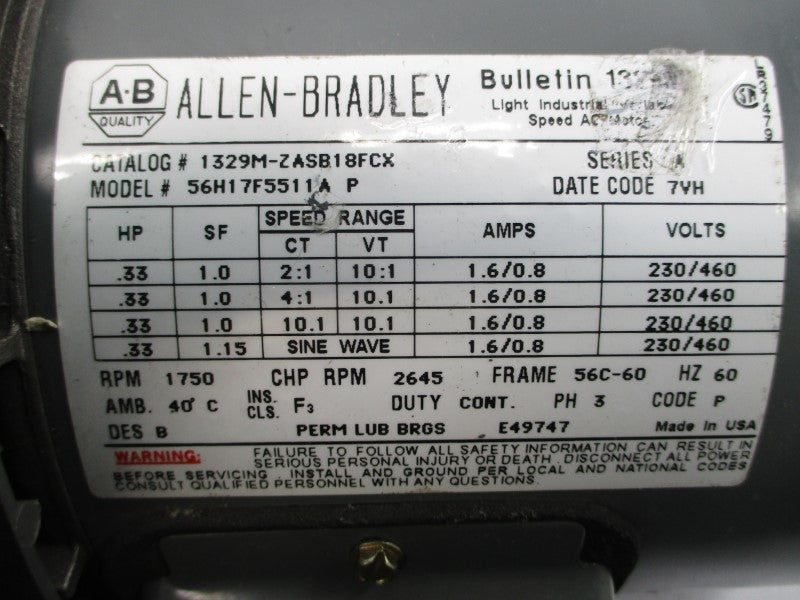 A·B
QUALITY
ALLEN-BRADLEY
Bulletin
Light Industrial Variable
Speed AC Motor
LR37479
CATALOG # 1329M-ZASB18FCX
SERIES A
MODEL # 56H17F5511A P
DATE CODE 7VH
HP SF SPEED RANGE AMPS VOLTS
CT VT
.33 1.0 2:1 10:1 1.6/0.8 230/460
.33 1.0 4:1 10.1 1.6/0.8 230/460
.33 1.0 10.1 10.1 1.6/0.8 230/460
.33 1.15 SINE WAVE 1.6/0.8 230/460
RPM 1750 CHP RPM 2645 FRAME 56C-60 HZ 60
AMB. 40° C INS. CLS. F3 DUTY CONT. PH 3 CODE P
DES B PERM LUB BRGS E49747 Made In USA
WARNING: FAILURE TO FOLLOW ALL SAFETY INFORMATION CAN RESULT IN
SERIOUS PERSONAL INJURY OR DEATH. DISCONNECT ALL POWER
BEFORE SERVICING. INSTALL AND GROUND PER LOCAL AND NATIONAL CODES
CONSULT QUALIFIED PERSONNEL WITH ANY QUESTIONS.